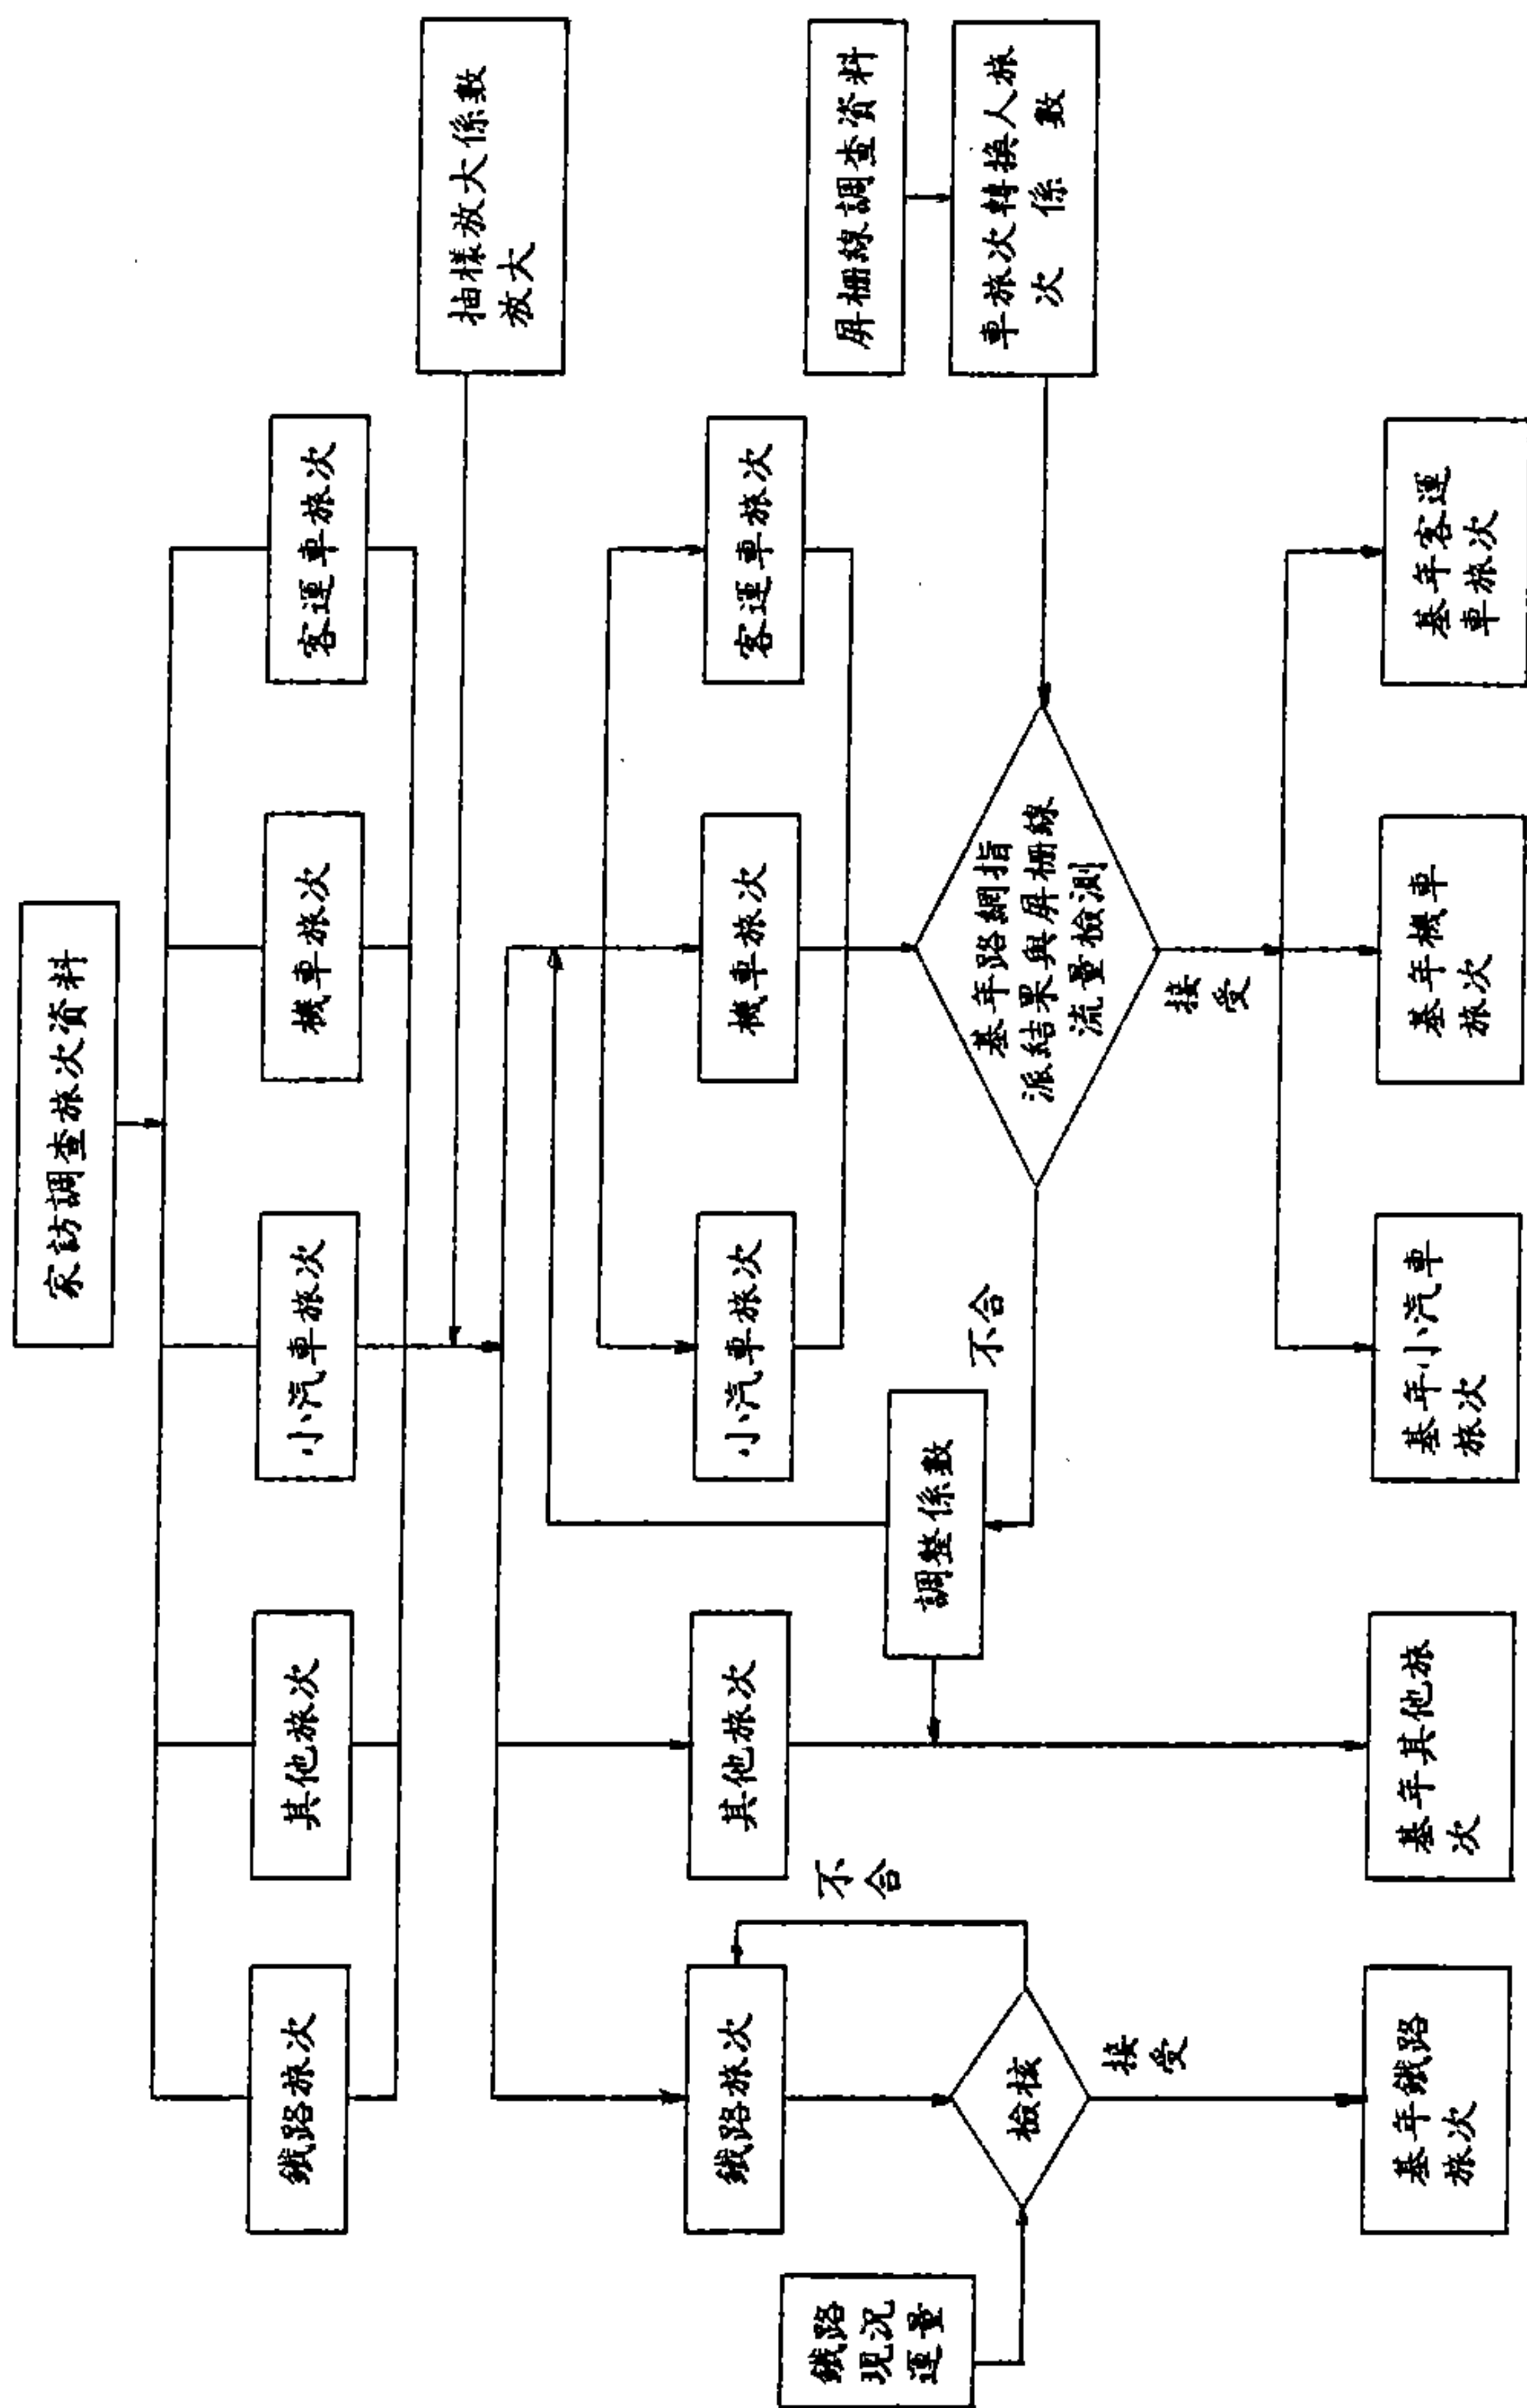 家訪調查旅次資料
鐵路旅次
其他旅次
小汽車旅次
機車旅次
客運車旅次
抽樣放大係數
放大
鐵路旅次
其他旅次
小汽車旅次
機車旅次
客運車旅次
屏柵線調查資料
車旅次轉換人旅
次係數
鐵路
現況
運量
檢核
不合
接受
調整係數
不合
基年路網指
派結果與屏柵線
流量檢測
接受
基年鐵路
旅次
基年其他旅
次
基年小汽車
旅次
基年機車
旅次
基年客運
車旅次